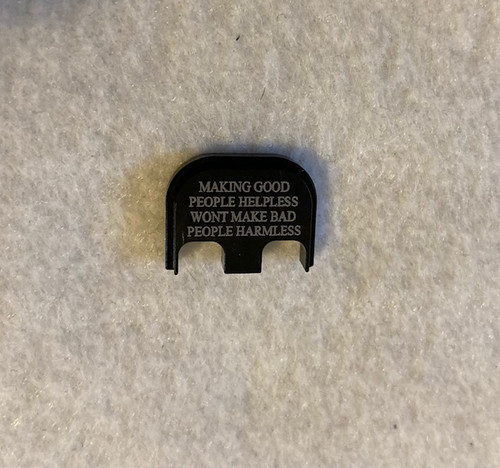 MAKING GOOD
PEOPLE HELPLESS
WONT MAKE BAD
PEOPLE HARMLESS